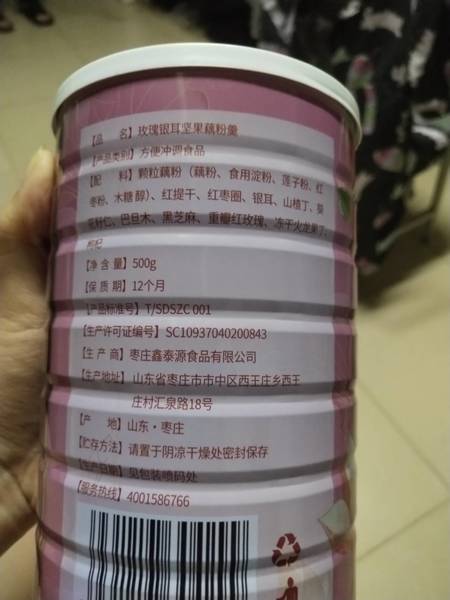 【品 名】玫瑰银耳坚果藕粉羹
【产品类别】方便冲调食品
【配 料】颗粒藕粉（藕粉、食用淀粉、莲子粉、红
枣粉、木糖醇）、红提干、红枣圈、银耳、山楂丁、葵
花籽仁、巴旦木、黑芝麻、重瓣红玫瑰、冻干火龙果丁、
枸杞
【净含量】500g
【保质期】12个月
【产品标准号】T/SDSZC 001
【生产许可证编号】SC10937040200843
【生产商】枣庄鑫泰源食品有限公司
【生产地址】山东省枣庄市市中区西王庄乡西王
庄村汇泉路18号
【产 地】山东·枣庄
【贮存方法】请置于阴凉干燥处密封保存
【生产日期】见包装喷码处
【服务热线】4001586766